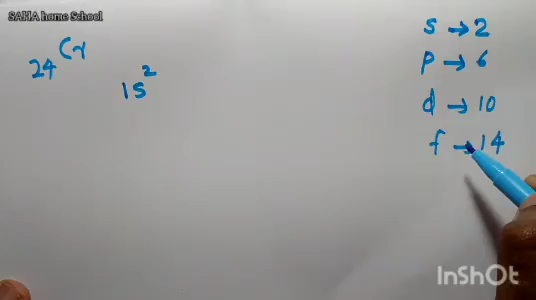 SAHA home School
24 Cr
1s2
s → 2
p → 6
d → 10
f → 14
InShOt